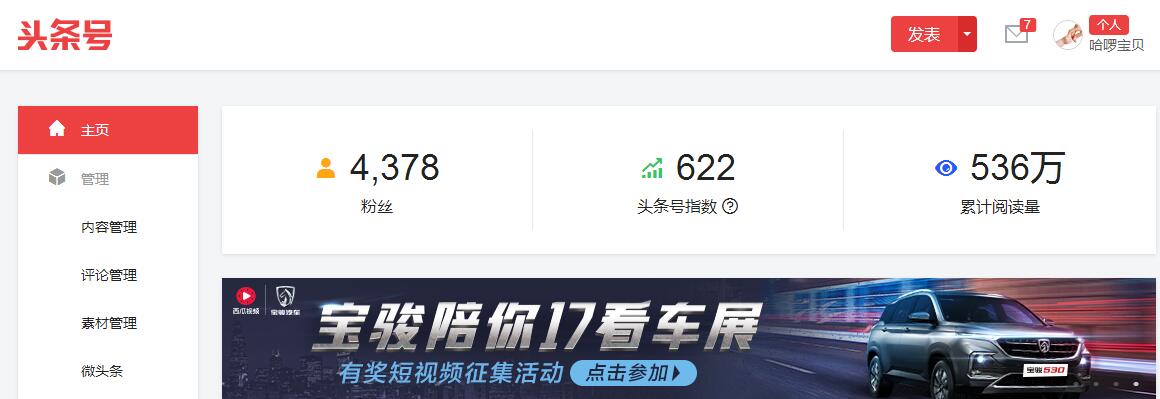 头条号
发表
7
个人
哈啰宝贝
主页
管理
内容管理
评论管理
素材管理
微头条
4,378
粉丝
622
头条号指数
536万
累计阅读量
西瓜视频
宝骏汽车
宝骏陪你17看车展
有奖短视频征集活动 点击参加
宝骏530